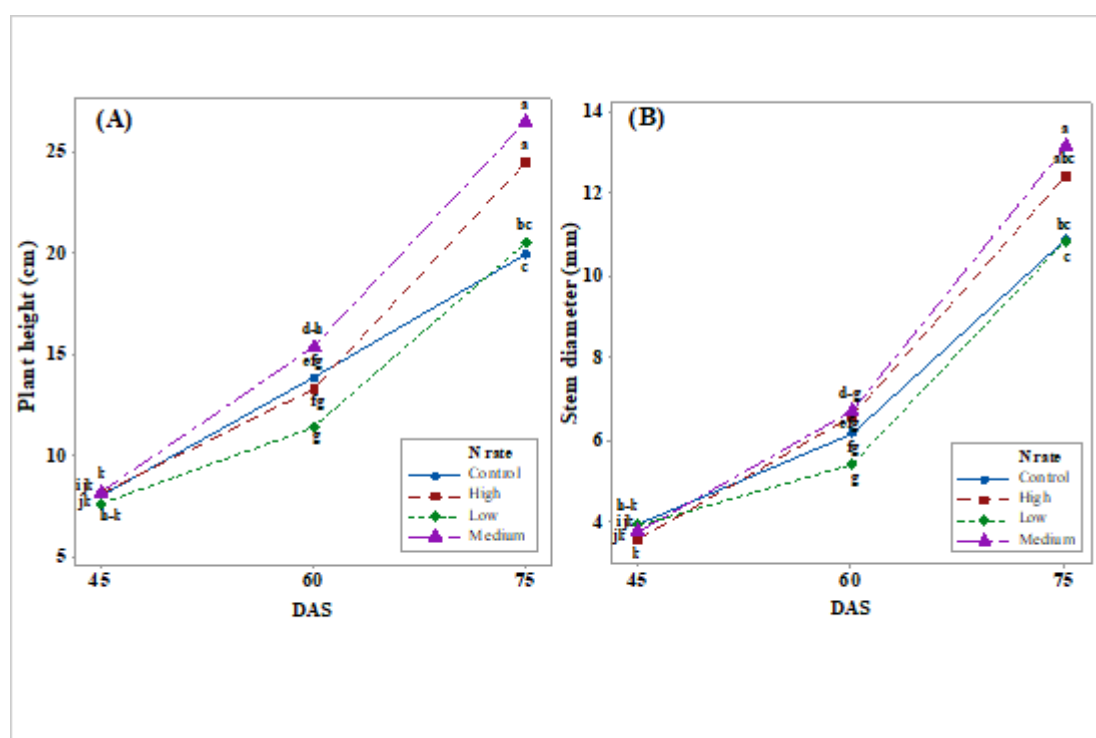 (A)
Plant height (cm)
25
20
15
10
5
a
a
bc
c
d-h
efg
fg
g
k
ijk
jk
h-k
N rate
Control
High
Low
Medium
45
60
75
DAS
(B)
Stem diameter (mm)
14
12
10
8
6
4
a
abc
bc
c
d-g
efg
fg
g
h-k
ijk
jk
k
N rate
Control
High
Low
Medium
45
60
75
DAS